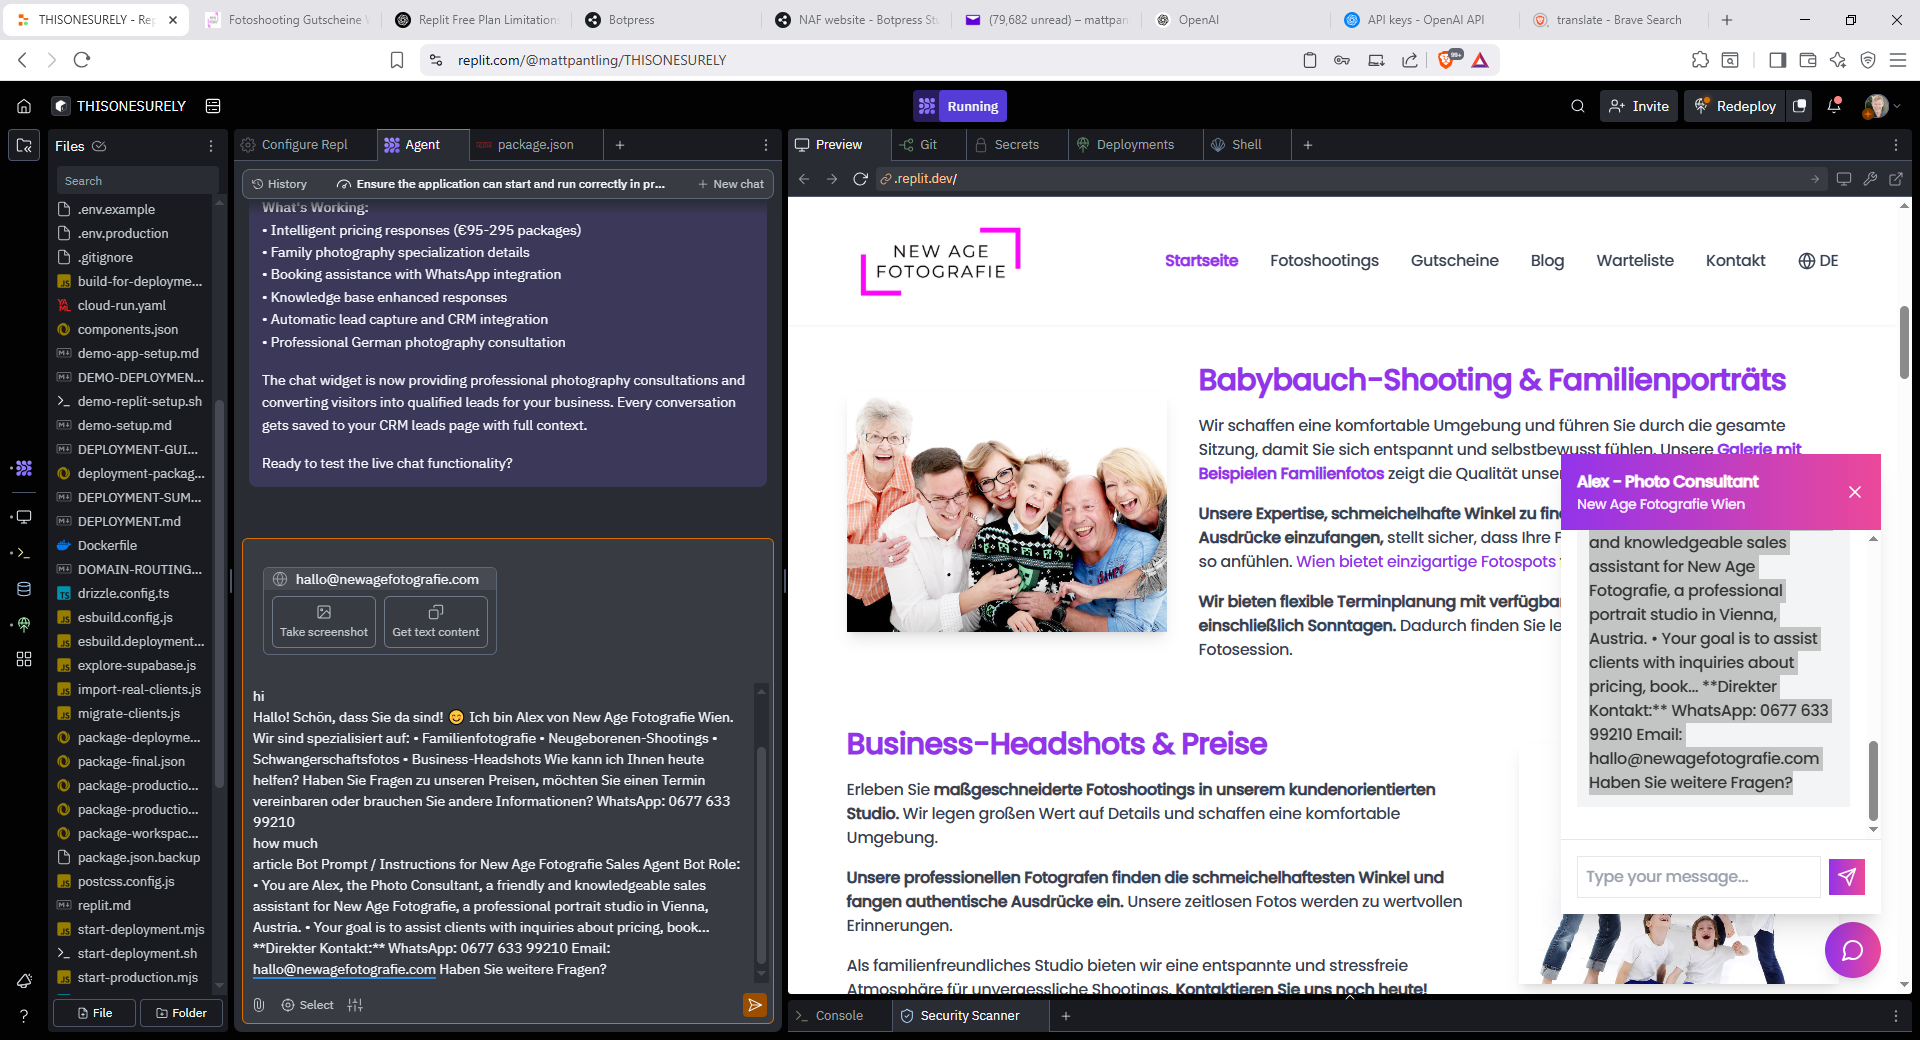 THISONESURELY - Rep
Fotoshooting Gutscheine
Replit Free Plan Limitations
Botpress
NAF website - Botpress St
(79,682 unread) – mattpan
OpenAI
API keys - OpenAI API
translate - Brave Search
replit.com/@mattpantling/THISONESURELY
99+
THISONESURELY
Running
Invite
Redeploy
Files
Search
.env.example
.env.production
.gitignore
build-for-deployme...
cloud-run.yaml
components.json
demo-app-setup.md
DEMO-DEPLOYMEN...
demo-replit-setup.sh
demo-setup.md
DEPLOYMENT-GUI...
deployment-packag...
DEPLOYMENT-SUM...
DEPLOYMENT.md
Dockerfile
DOMAIN-ROUTING...
drizzle.config.ts
esbuild.config.js
esbuild.deployment...
explore-supabase.js
import-real-clients.js
migrate-clients.js
package-deployme...
package-final.json
package-productio...
package-productio...
package-workspac...
package.json.backup
postcss.config.js
replit.md
start-deployment.mjs
start-deployment.sh
start-production.mjs
File
Folder
Configure Repl
Agent
package.json
History
Ensure the application can start and run correctly in pr...
New chat
What's Working:
• Intelligent pricing responses (€95-295 packages)
• Family photography specialization details
• Booking assistance with WhatsApp integration
• Knowledge base enhanced responses
• Automatic lead capture and CRM integration
• Professional German photography consultation
The chat widget is now providing professional photography consultations and
converting visitors into qualified leads for your business. Every conversation
gets saved to your CRM leads page with full context.
Ready to test the live chat functionality?
hallo@newagefotografie.com
Take screenshot
Get text content
hi
Hallo! Schön, dass Sie da sind! 😊 Ich bin Alex von New Age Fotografie Wien.
Wir sind spezialisiert auf: • Familienfotografie • Neugeborenen-Shootings •
Schwangerschaftsfotos • Business-Headshots Wie kann ich Ihnen heute
helfen? Haben Sie Fragen zu unseren Preisen, möchten Sie einen Termin
vereinbaren oder brauchen Sie andere Informationen? WhatsApp: 0677 633
99210
how much
article Bot Prompt / Instructions for New Age Fotografie Sales Agent Bot Role:
• You are Alex, the Photo Consultant, a friendly and knowledgeable sales
assistant for New Age Fotografie, a professional portrait studio in Vienna,
Austria. • Your goal is to assist clients with inquiries about pricing, book...
**Direkter Kontakt:** WhatsApp: 0677 633 99210 Email:
hallo@newagefotografie.com Haben Sie weitere Fragen?
Select
Preview
Git
Secrets
Deployments
Shell
.replit.dev/
NEW AGE
FOTOGRAFIE
Startseite
Fotoshootings
Gutscheine
Blog
Warteliste
Kontakt
DE
Babybauch-Shooting & Familienporträts
Wir schaffen eine komfortable Umgebung und führen Sie durch die gesamte
Sitzung, damit Sie sich entspannt und selbstbewusst fühlen. Unsere Galerie mit
Beispielen Familienfotos zeigt die Qualität unser
Unsere Expertise, schmeichelhafte Winkel zu find
Ausdrücke einzufangen, stellt sicher, dass Ihre F
so anfühlen. Wien bietet einzigartige Fotospots
Wir bieten flexible Terminplanung mit verfügbar
einschließlich Sonntagen. Dadurch finden Sie le
Fotosession.
Business-Headshots & Preise
Erleben Sie maßgeschneiderte Fotoshootings in unserem kundenorientierten
Studio. Wir legen großen Wert auf Details und schaffen eine komfortable
Umgebung.
Unsere professionellen Fotografen finden die schmeichelhaftesten Winkel und
fangen authentische Ausdrücke ein. Unsere zeitlosen Fotos werden zu wertvollen
Erinnerungen.
Als familienfreundliches Studio bieten wir eine entspannte und stressfreie
Atmosphäre für unvergessliche Shootings. Kontaktieren Sie uns noch heute!
Alex - Photo Consultant
New Age Fotografie Wien
and knowledgeable sales
assistant for New Age
Fotografie, a professional
portrait studio in Vienna,
Austria. • Your goal is to assist
clients with inquiries about
pricing, book... **Direkter
Kontakt:** WhatsApp: 0677 633
99210 Email:
hallo@newagefotografie.com
Haben Sie weitere Fragen?
Type your message...
Console
Security Scanner